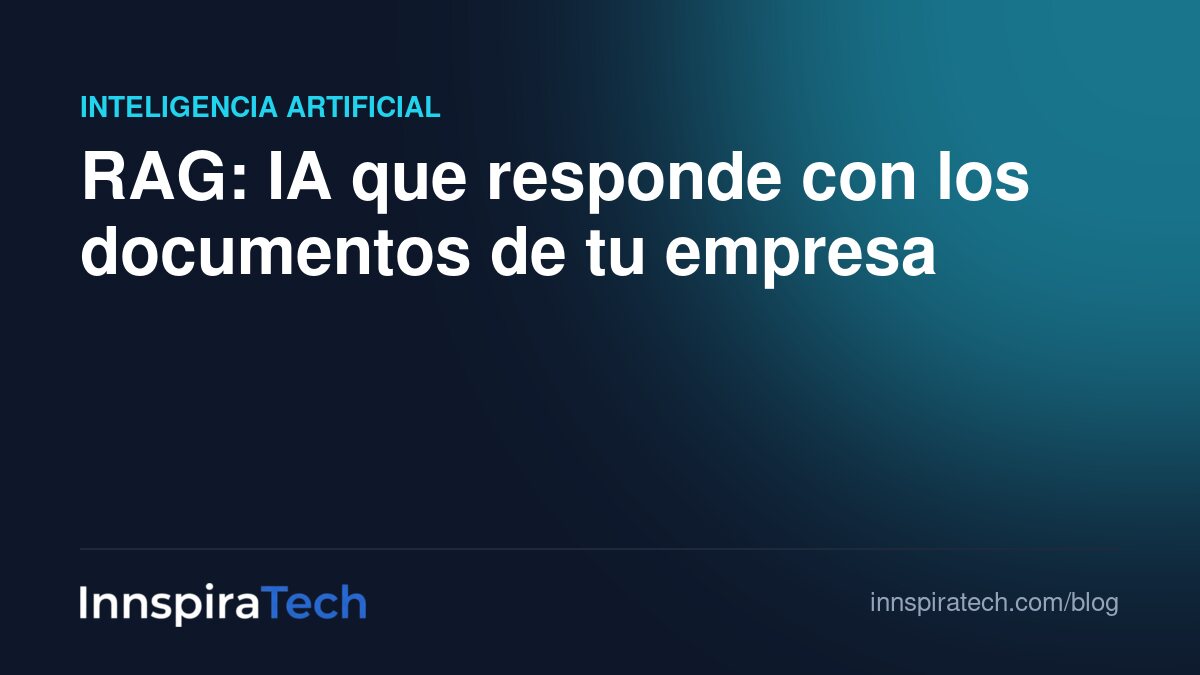 INTELIGENCIA ARTIFICIAL
RAG: IA que responde con los
documentos de tu empresa
InnspiraTech
innspiratech.com/blog